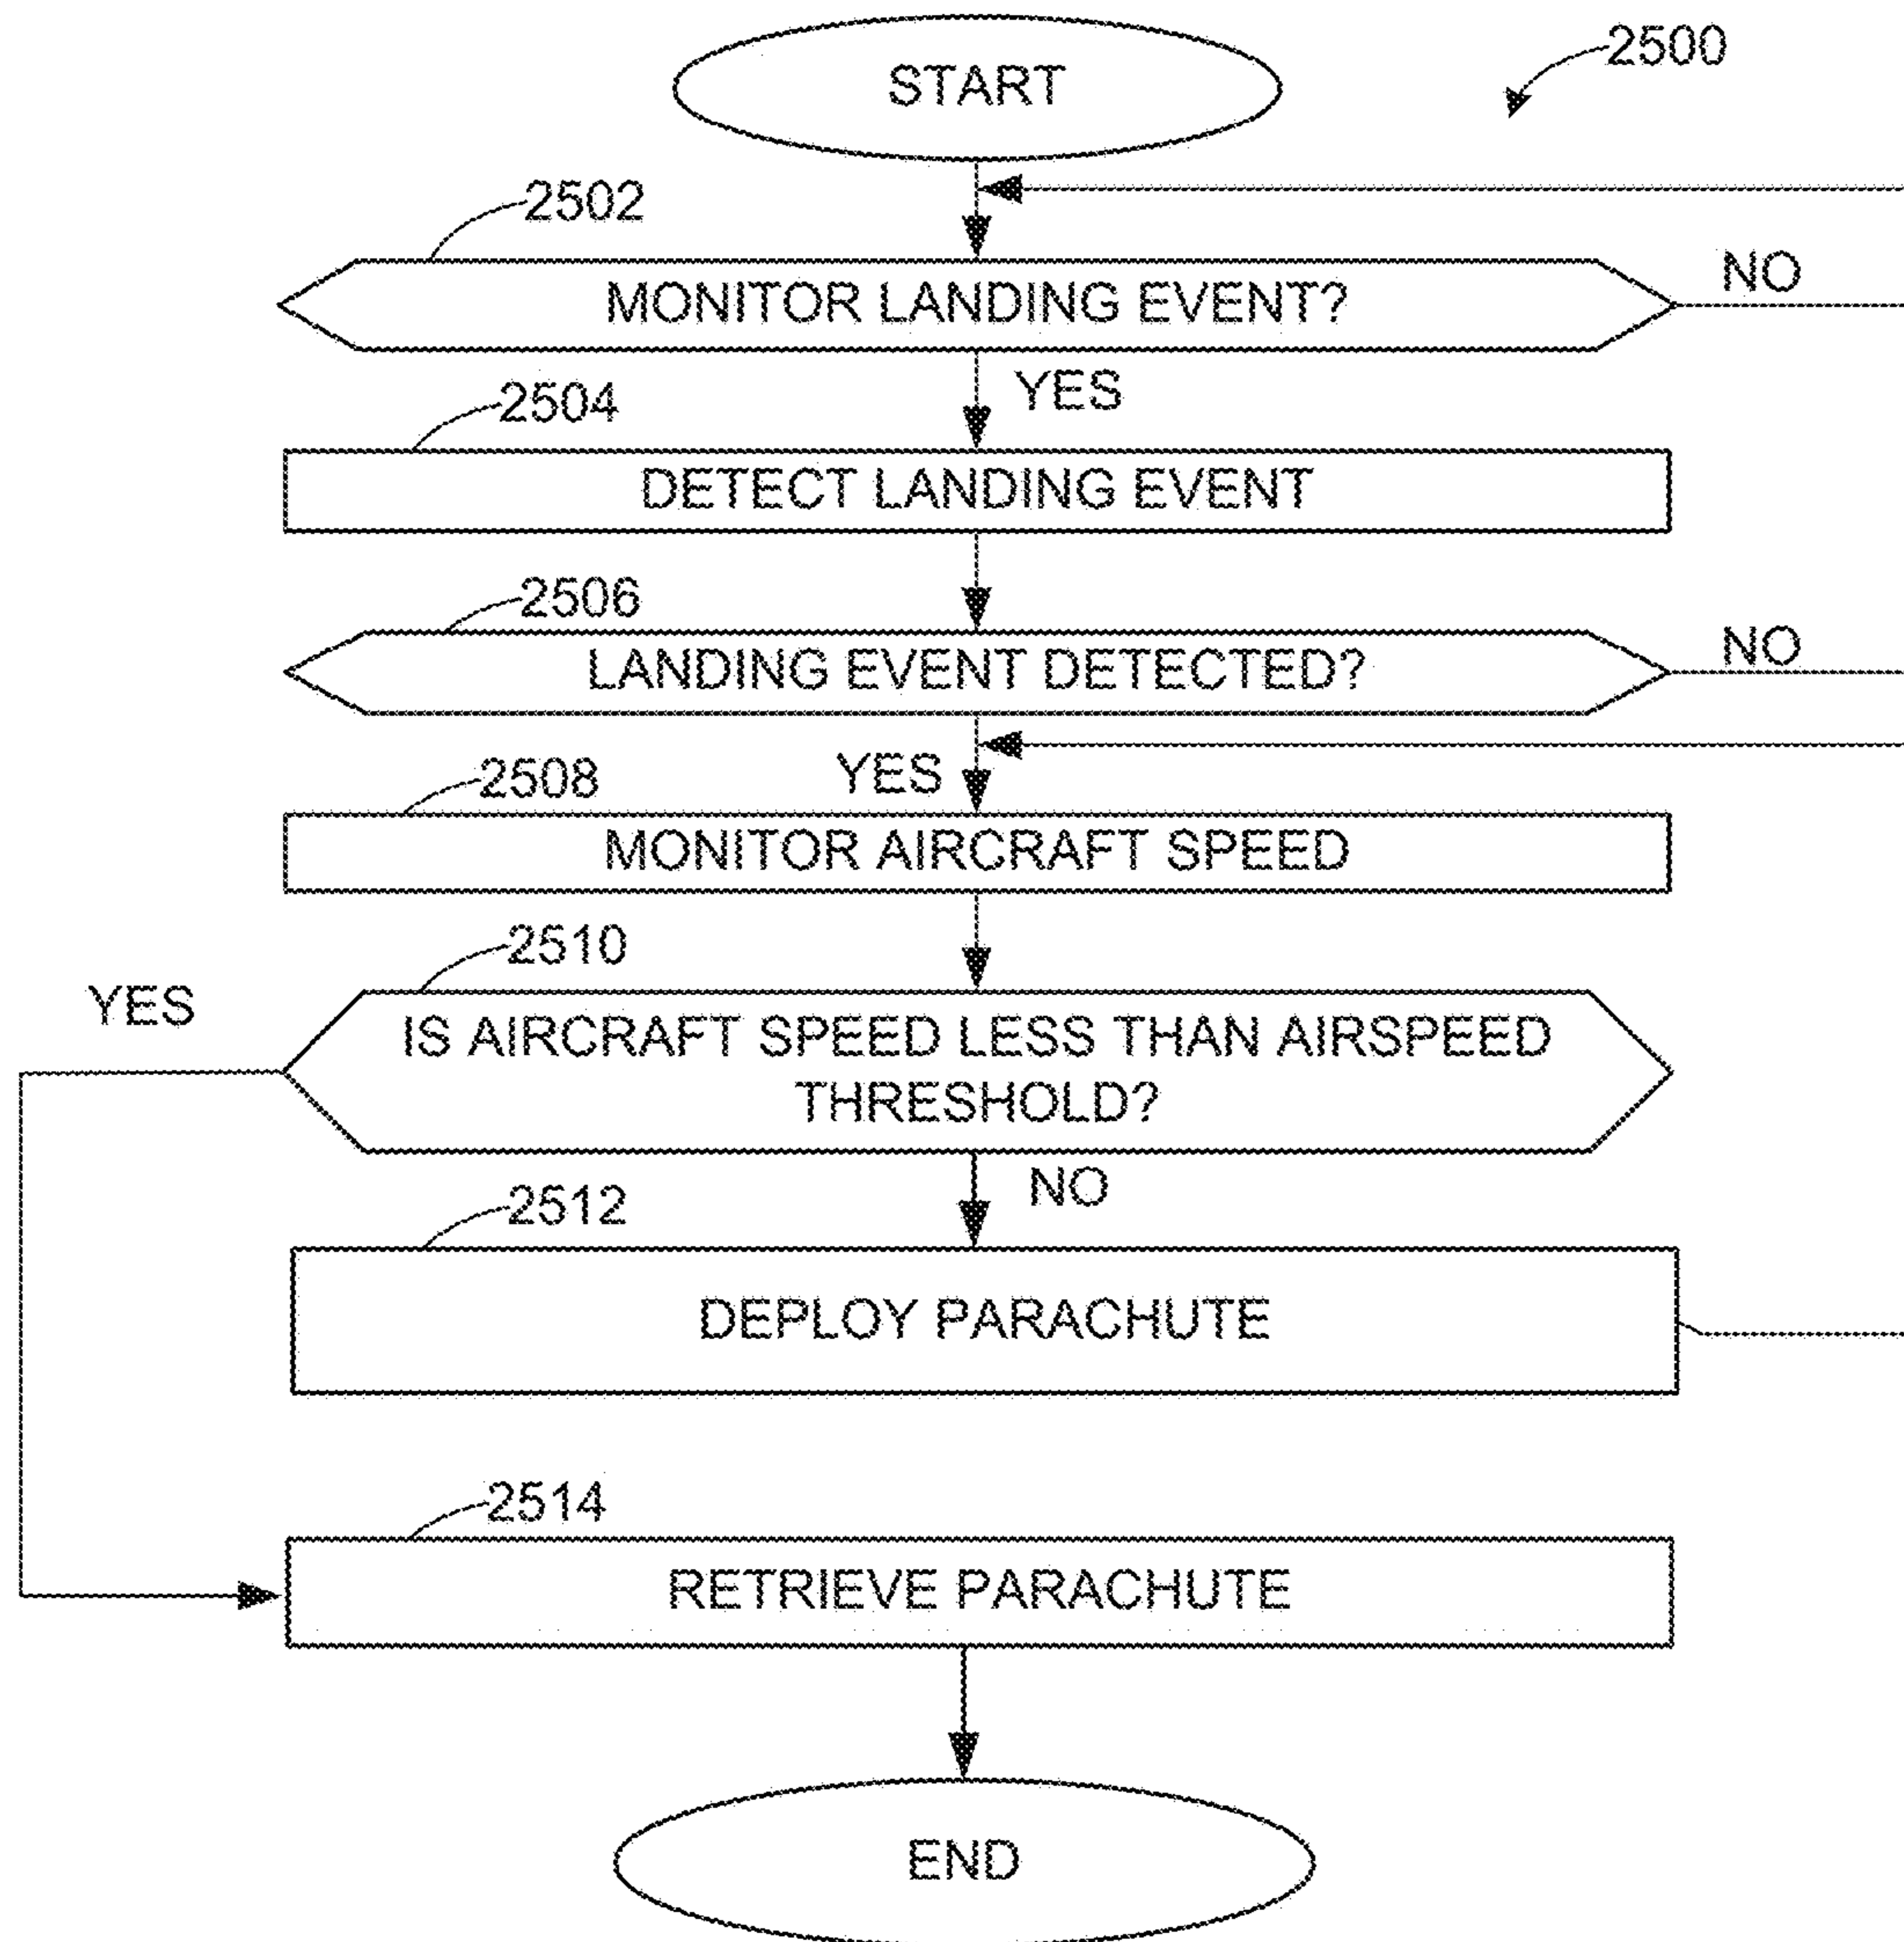 START
2500
2502
MONITOR LANDING EVENT?
NO
YES
2504
DETECT LANDING EVENT
2506
LANDING EVENT DETECTED?
NO
YES
2508
MONITOR AIRCRAFT SPEED
2510
YES
IS AIRCRAFT SPEED LESS THAN AIRSPEED
THRESHOLD?
NO
2512
DEPLOY PARACHUTE
2514
RETRIEVE PARACHUTE
END